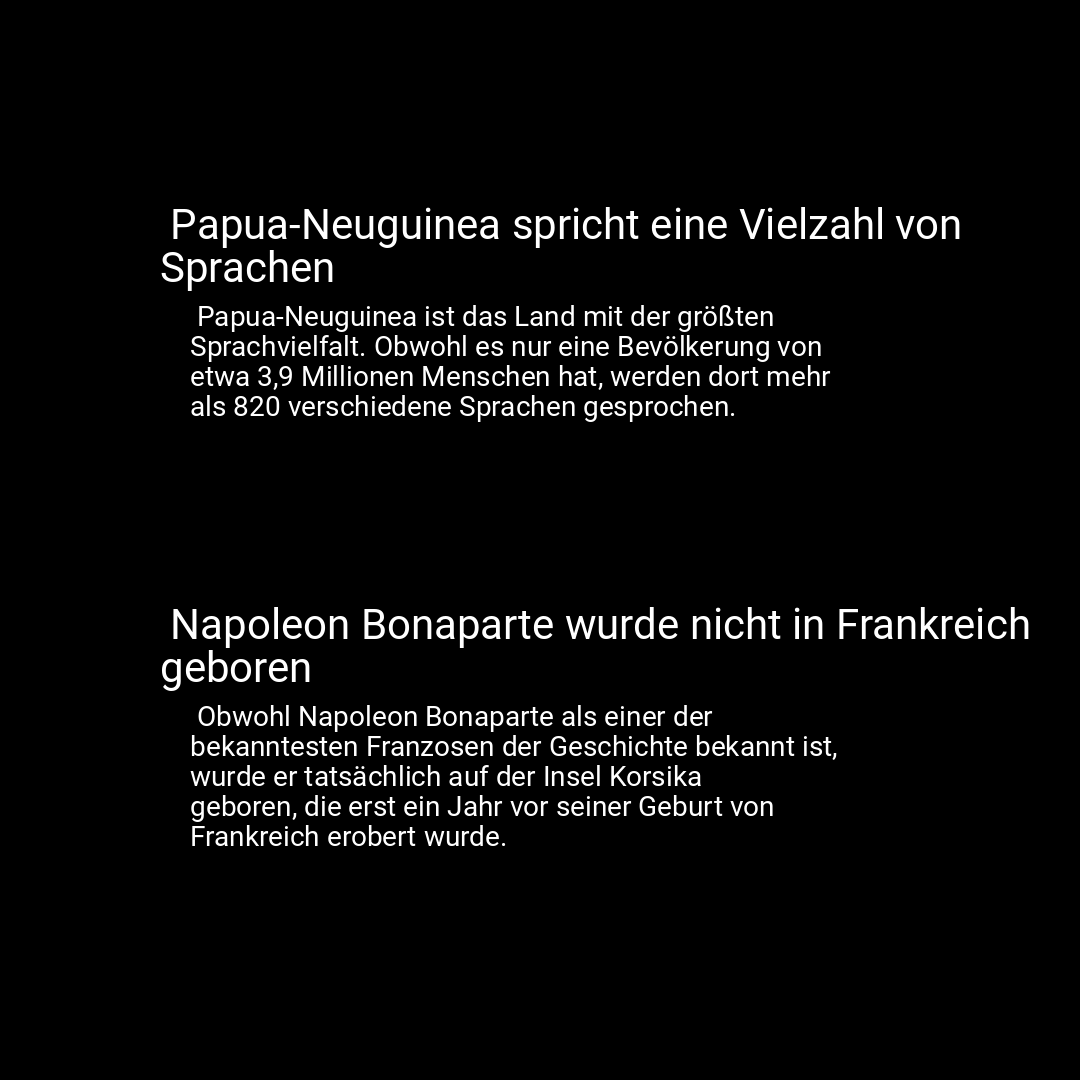 Papua-Neuguinea spricht eine Vielzahl von
Sprachen
Papua-Neuguinea ist das Land mit der größten
Sprachvielfalt. Obwohl es nur eine Bevölkerung von
etwa 3,9 Millionen Menschen hat, werden dort mehr
als 820 verschiedene Sprachen gesprochen.
Napoleon Bonaparte wurde nicht in Frankreich
geboren
Obwohl Napoleon Bonaparte als einer der
bekanntesten Franzosen der Geschichte bekannt ist,
wurde er tatsächlich auf der Insel Korsika
geboren, die erst ein Jahr vor seiner Geburt von
Frankreich erobert wurde.